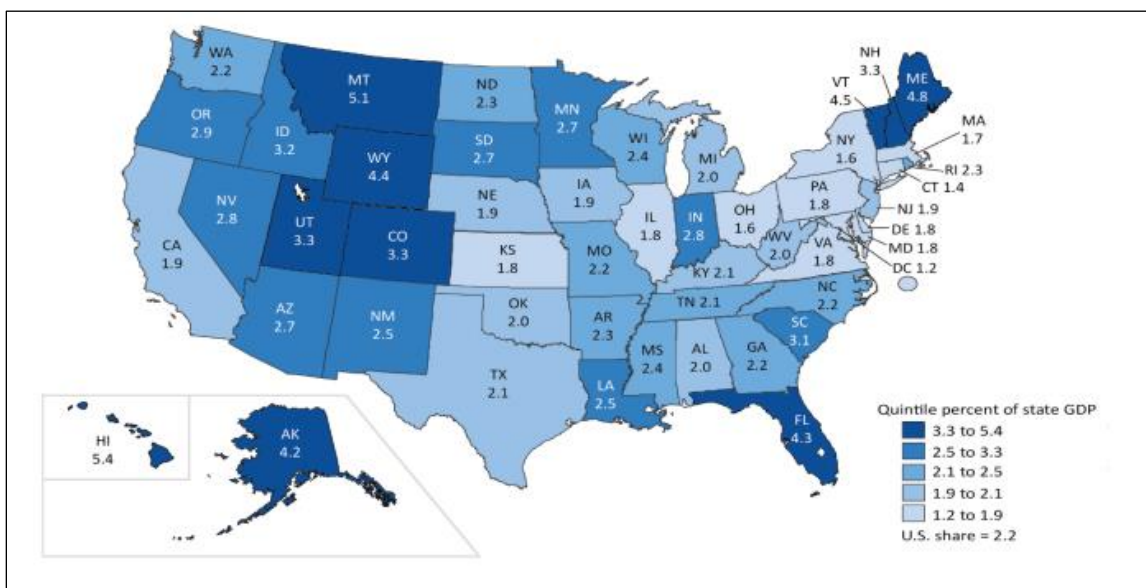 WA
2.2
OR
2.9
CA
1.9
ID
3.2
NV
2.8
MT
5.1
WY
4.4
UT
3.3
CO
3.3
AZ
2.7
NM
2.5
ND
2.3
SD
2.7
NE
1.9
KS
1.8
OK
2.0
TX
2.1
MN
2.7
IA
1.9
MO
2.2
AR
2.3
LA
2.5
WI
2.4
IL
1.8
MI
2.0
IN
2.8
OH
1.6
KY 2.1
TN 2.1
MS
2.4
AL
2.0
GA
2.2
FL
4.3
SC
3.1
NC
2.2
VA
1.8
WV
2.0
PA
1.8
NY
1.6
VT
4.5
NH
3.3
ME
4.8
MA
1.7
RI 2.3
CT 1.4
NJ 1.9
DE 1.8
MD 1.8
DC 1.2
HI
5.4
AK
4.2
Quintile percent of state GDP
3.3 to 5.4
2.5 to 3.3
2.1 to 2.5
1.9 to 2.1
1.2 to 1.9
U.S. share = 2.2